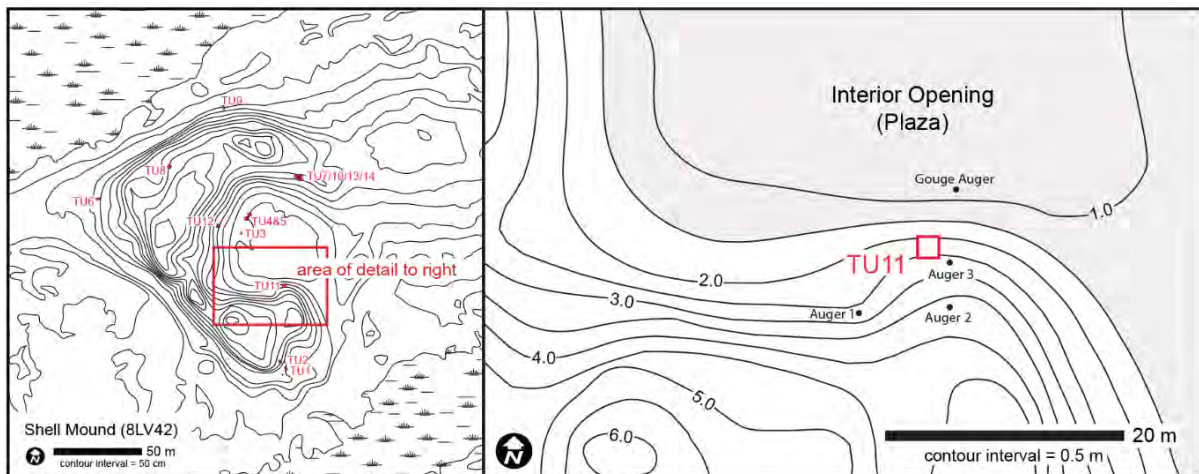 TU9
TU8
TU7/10/13/14
TU6
TU12
TU4&5
TU3
area of detail to right
TU11
TU2
TU1
Shell Mound (8LV42)
N
50 m
contour interval = 50 cm
Interior Opening
(Plaza)
Gouge Auger
1.0
TU11
2.0
Auger 3
3.0
Auger 1
Auger 2
4.0
5.0
6.0
N
20 m
contour interval = 0.5 m